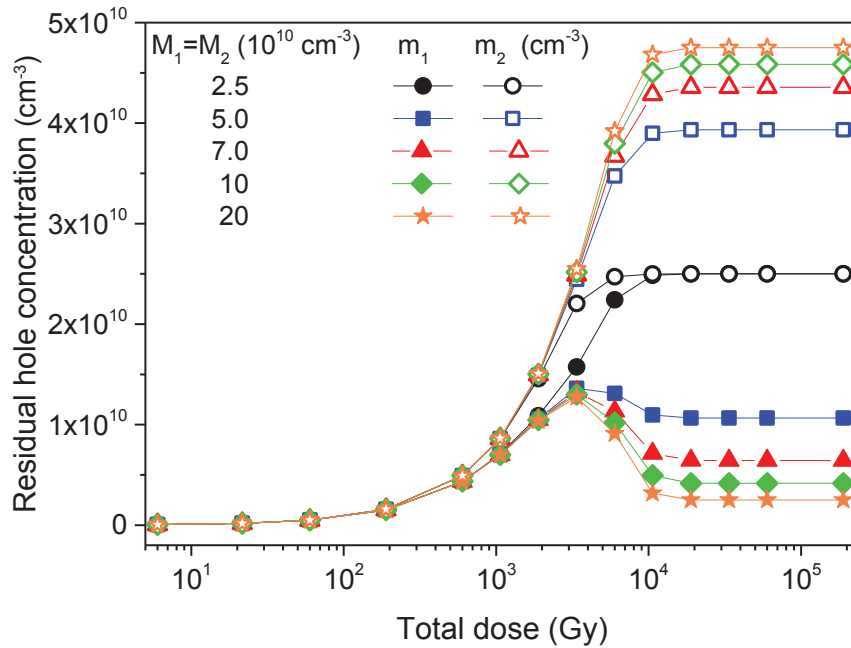 5x10^10
4x10^10
3x10^10
2x10^10
1x10^10
0
Residual hole concentration (cm^-3)
M_1=M_2 (10^10 cm^-3) m_1 m_2 (cm^-3)
2.5
5.0
7.0
10
20
10^1 10^2 10^3 10^4 10^5
Total dose (Gy)